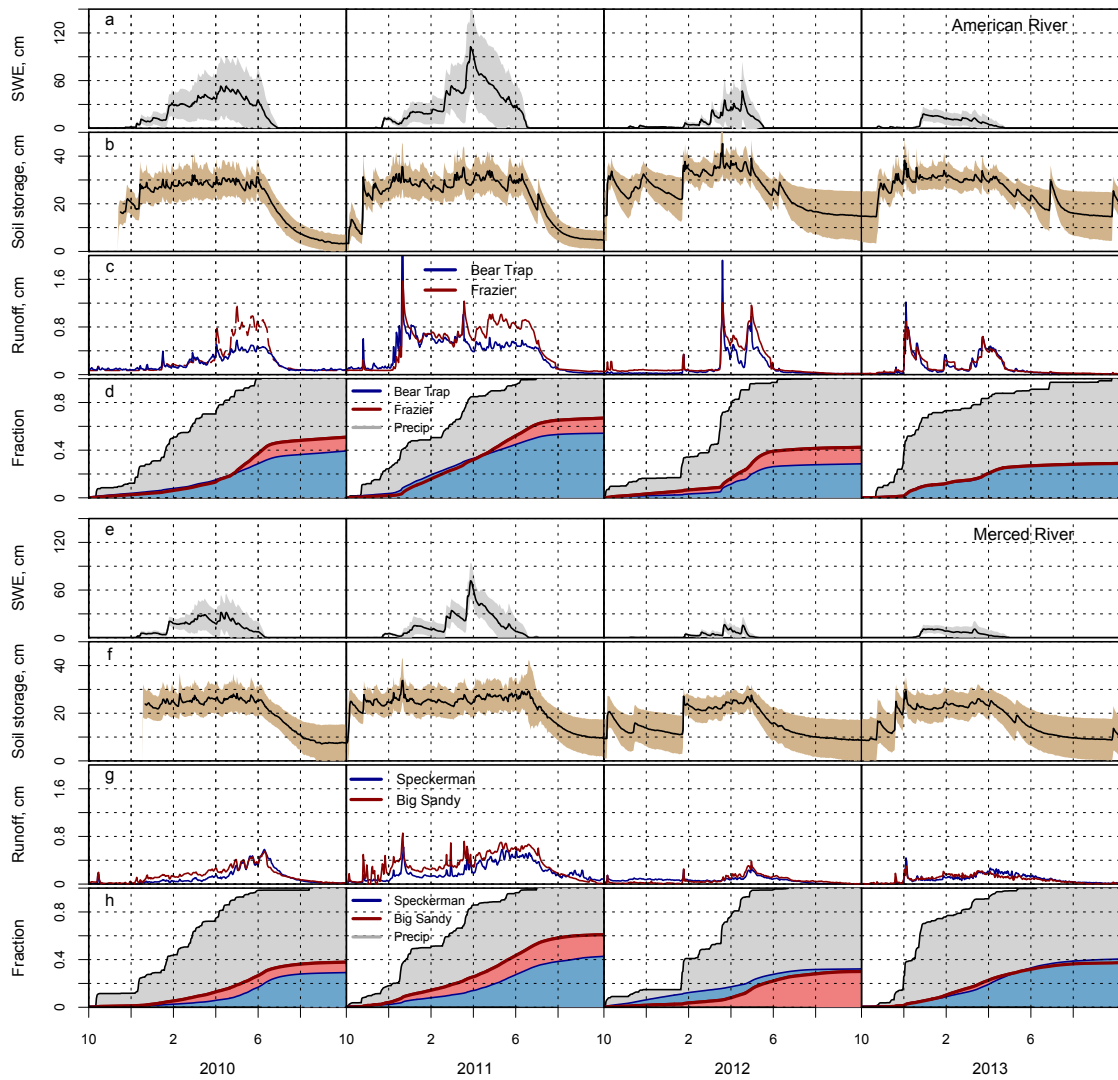 a
American River
SWE, cm
0
60
120
b
Soil storage, cm
0
20
40
c
Bear Trap
Frazier
Runoff, cm
0
0.8
1.6
d
Bear Trap
Frazier
Precip
Fraction
0
0.4
0.8
e
Merced River
SWE, cm
0
60
120
f
Soil storage, cm
0
20
40
g
Speckerman
Big Sandy
Runoff, cm
0
0.8
1.6
h
Speckerman
Big Sandy
Precip
Fraction
0
0.4
0.8
10 2 6 10 2 6 10 2 6 10 2 6
2010 2011 2012 2013